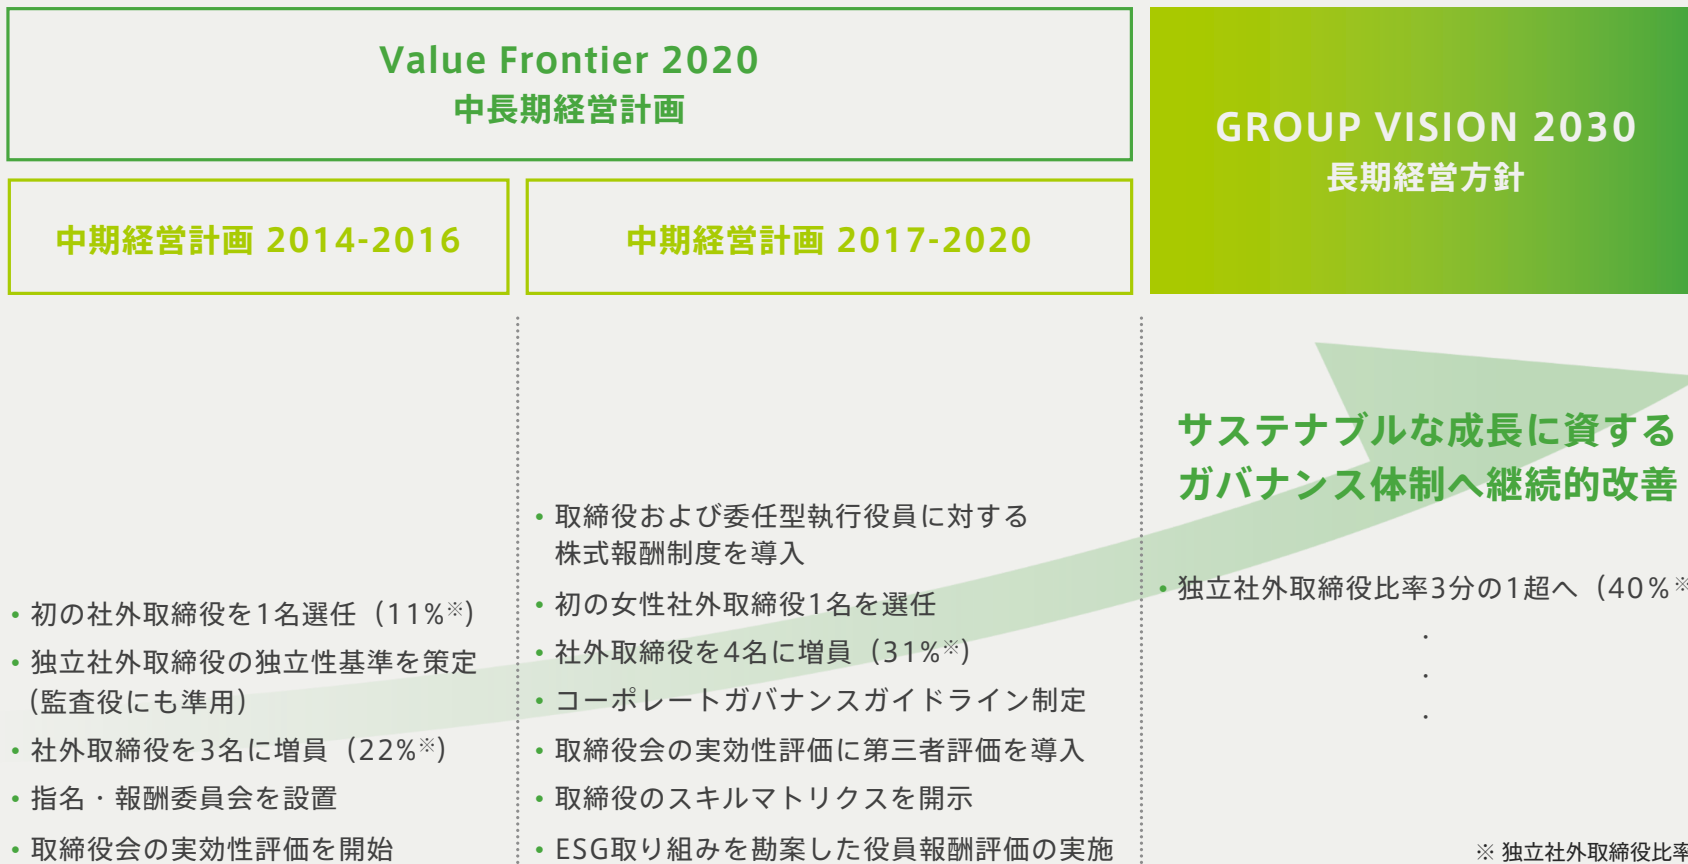 Value Frontier 2020
中長期経営計画
GROUP VISION 2030
長期経営方針
中期経営計画 2014-2016
中期経営計画 2017-2020
• 初の社外取締役を1名選任（11%※）
• 独立社外取締役の独立性基準を策定
（監査役にも準用）
• 社外取締役を3名に増員（22%※）
• 指名・報酬委員会を設置
• 取締役会の実効性評価を開始
• 取締役および委任型執行役員に対する
株式報酬制度を導入
• 初の女性社外取締役1名を選任
• 社外取締役を4名に増員（31%※）
• コーポレートガバナンスガイドライン制定
• 取締役会の実効性評価に第三者評価を導入
• 取締役のスキルマトリクスを開示
• ESG取り組みを勘案した役員報酬評価の実施
サステナブルな成長に資する
ガバナンス体制へ継続的改善
• 独立社外取締役比率3分の1超へ（40%※
・
・
・
※ 独立社外取締役比率